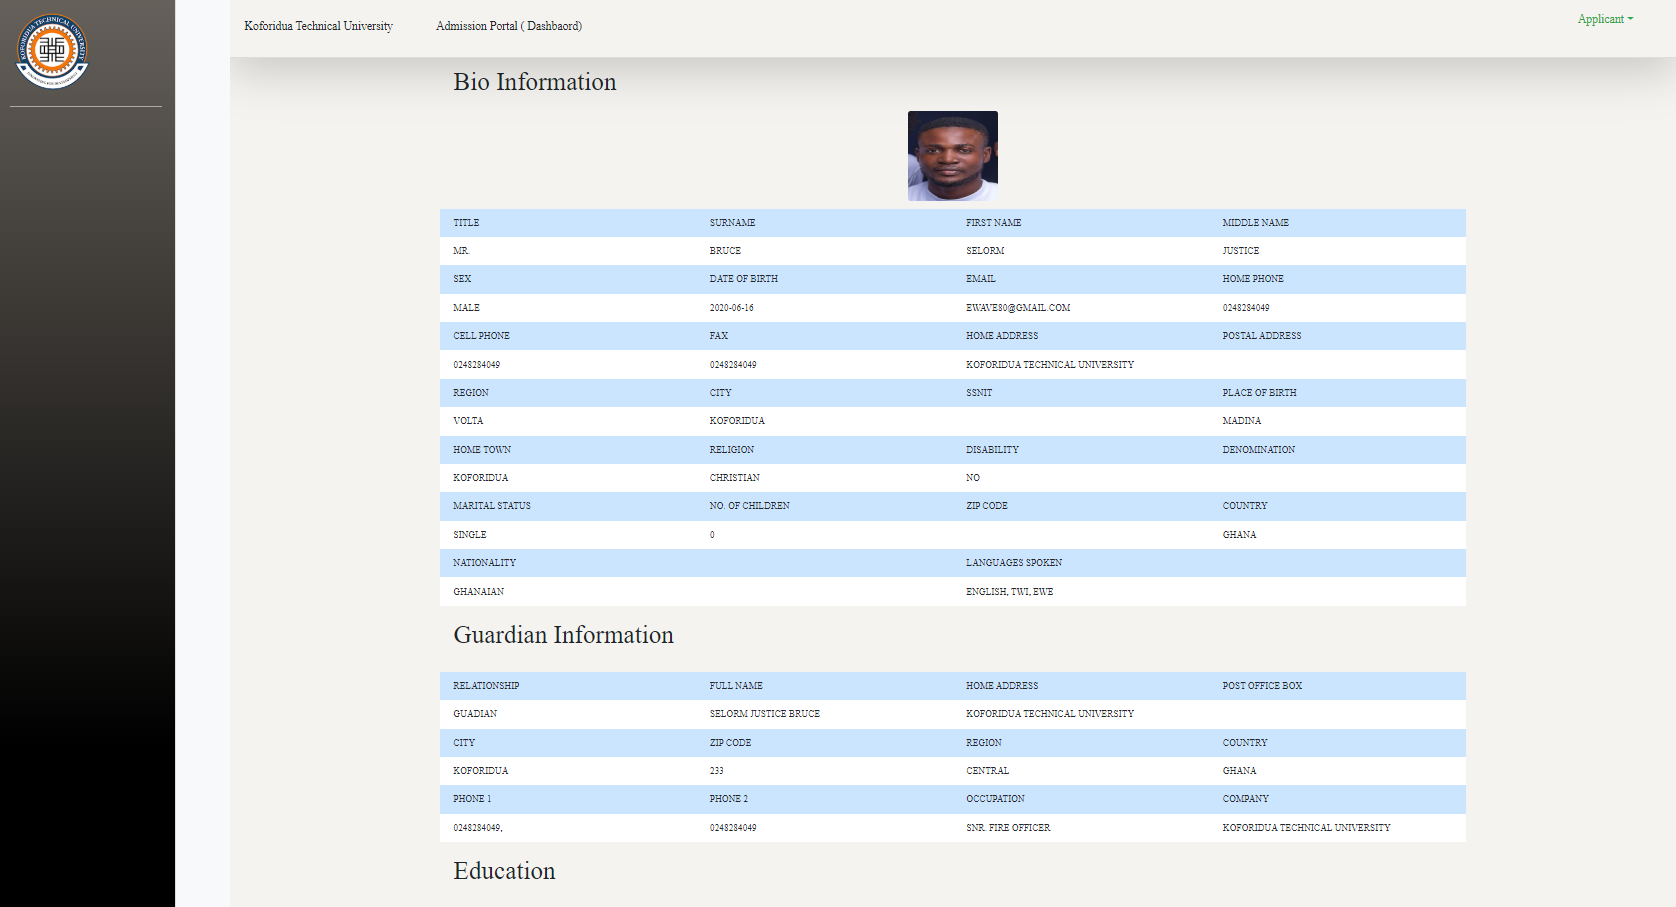 KOFORIDUA TECHNICAL UNIVERSITY
Koforidua Technical University Admission Portal ( Dashbaord) Applicant
Bio Information
TITLE SURNAME FIRST NAME MIDDLE NAME
MR. BRUCE SELORM JUSTICE
SEX DATE OF BIRTH EMAIL HOME PHONE
MALE 2020-06-16 EWAVE80@GMAIL.COM 0248284049
CELL PHONE FAX HOME ADDRESS POSTAL ADDRESS
0248284049 0248284049 KOFORIDUA TECHNICAL UNIVERSITY
REGION CITY SSNIT PLACE OF BIRTH
VOLTA KOFORIDUA MADINA
HOME TOWN RELIGION DISABILITY DENOMINATION
KOFORIDUA CHRISTIAN NO
MARITAL STATUS NO. OF CHILDREN ZIP CODE COUNTRY
SINGLE 0 GHANA
NATIONALITY LANGUAGES SPOKEN
GHANAIAN ENGLISH, TWI, EWE
Guardian Information
RELATIONSHIP FULL NAME HOME ADDRESS POST OFFICE BOX
GUADIAN SELORM JUSTICE BRUCE KOFORIDUA TECHNICAL UNIVERSITY
CITY ZIP CODE REGION COUNTRY
KOFORIDUA 233 CENTRAL GHANA
PHONE 1 PHONE 2 OCCUPATION COMPANY
0248284049, 0248284049 SNR. FIRE OFFICER KOFORIDUA TECHNICAL UNIVERSITY
Education